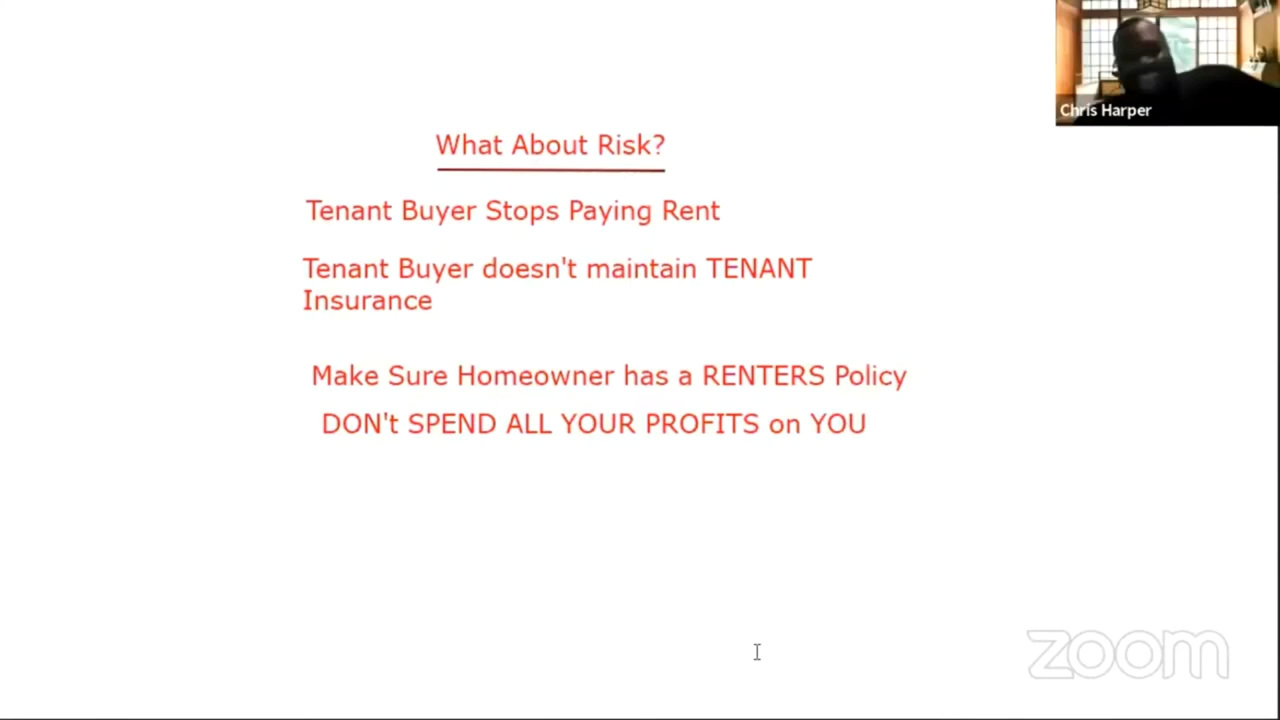 Chris Harper
What About Risk?
Tenant Buyer Stops Paying Rent
Tenant Buyer doesn't maintain TENANT
Insurance
Make Sure Homeowner has a RENTERS Policy
DON't SPEND ALL YOUR PROFITS on YOU
zoom